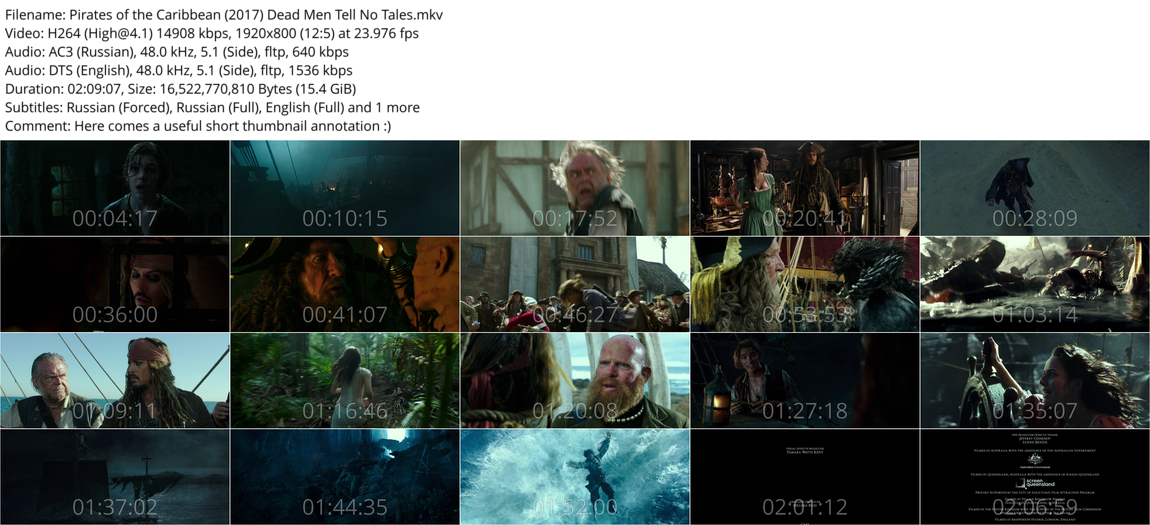 Filename: Pirates of the Caribbean (2017) Dead Men Tell No Tales.mkv
Video: H264 (High@4.1) 14908 kbps, 1920x800 (12:5) at 23.976 fps
Audio: AC3 (Russian), 48.0 kHz, 5.1 (Side), fltp, 640 kbps
Audio: DTS (English), 48.0 kHz, 5.1 (Side), fltp, 1536 kbps
Duration: 02:09:07, Size: 16,522,770,810 Bytes (15.4 GiB)
Subtitles: Russian (Forced), Russian (Full), English (Full) and 1 more
Comment: Here comes a useful short thumbnail annotation :)
00:04:17
00:10:15
00:17:52
00:20:41
00:28:09
00:36:00
00:41:07
00:46:27
00:53:53
01:03:14
01:09:11
01:16:46
01:20:08
01:27:18
01:35:07
01:37:02
01:44:35
01:52:00
02:01:12
screen
queensland
02:06:59